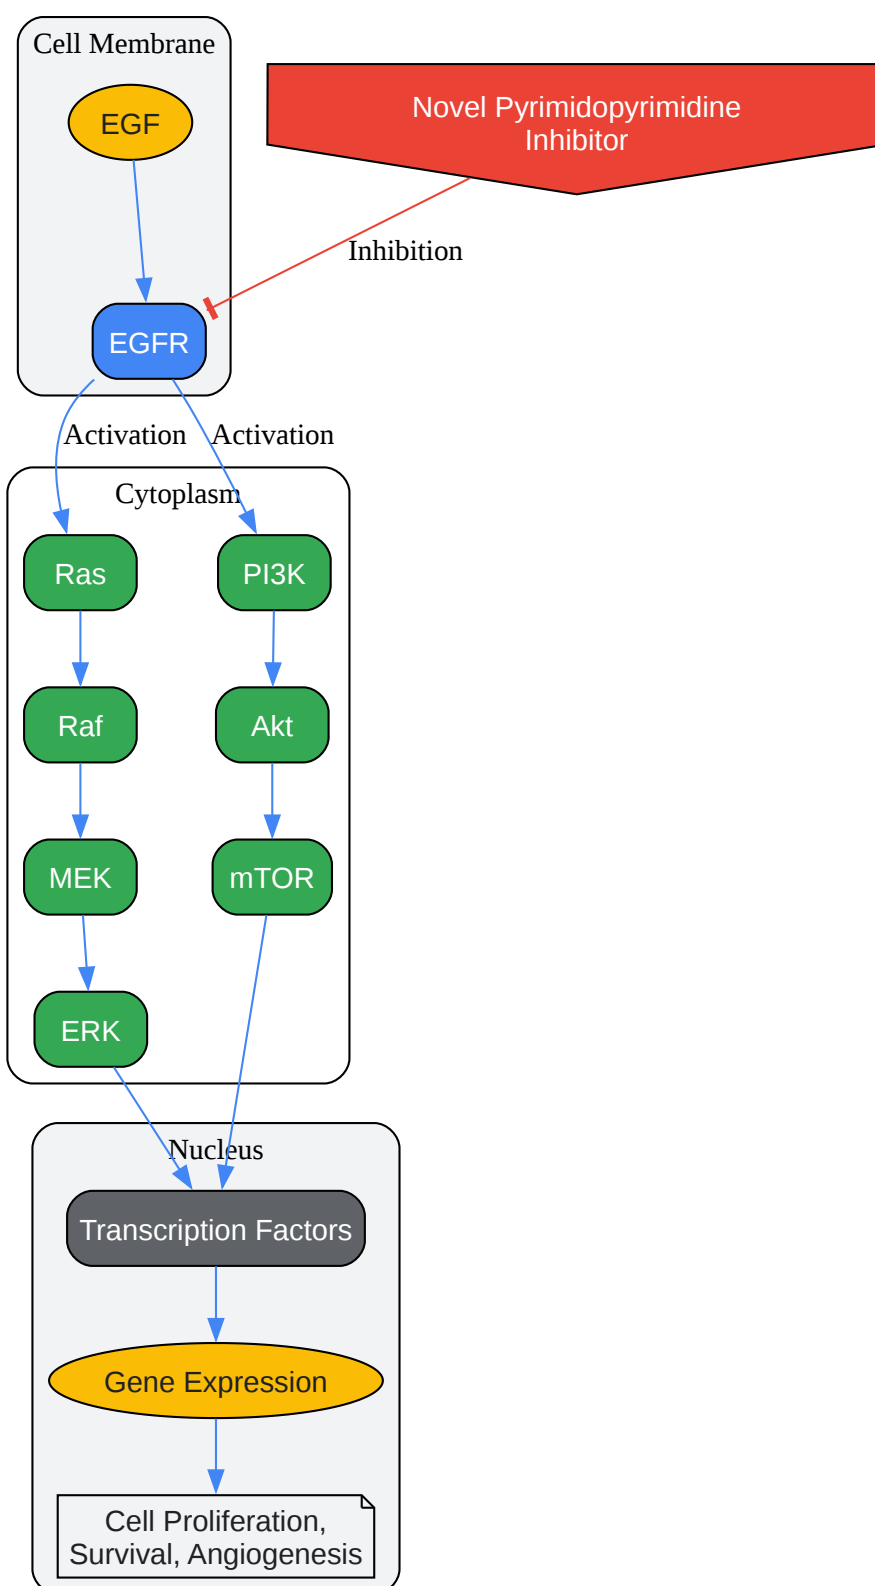 Cell Membrane
EGF
Novel Pyrimidopyrimidine
Inhibitor
Inhibition
EGFR
Activation
Activation
Cytoplasm
Ras
PI3K
Raf
Akt
MEK
mTOR
ERK
Nucleus
Transcription Factors
Gene Expression
Cell Proliferation,
Survival, Angiogenesis